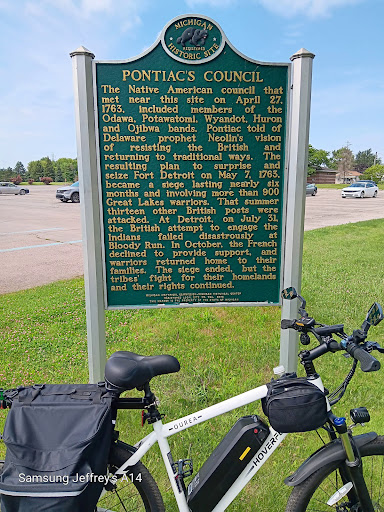 MICHIGAN
HISTORIC SITE
PONTIAC'S COUNCIL
The Native American council that
met near this site on April 27,
1763, included members of the
Odawa, Potawatomi, Wyandot, Huron
and Ojibwa bands. Pontiac told of
Delaware prophet Neolin's vision
of resisting the British and
returning to traditional ways. The
resulting plan to surprise and
seize Fort Detroit on May 7, 1763,
became a siege lasting nearly six
months and involving more than 900
Great Lakes warriors. That summer
thirteen other British posts were
attacked. At Detroit, on July 31,
the British attempt to engage the
Indians failed disastrously at
Bloody Run. In October, the French
declined to provide support, and
warriors returned home to their
families. The siege ended, but the
tribes' fight for their homelands
and their rights continued.
OUREA
HOVERFLY
Samsung Jeffery's A14